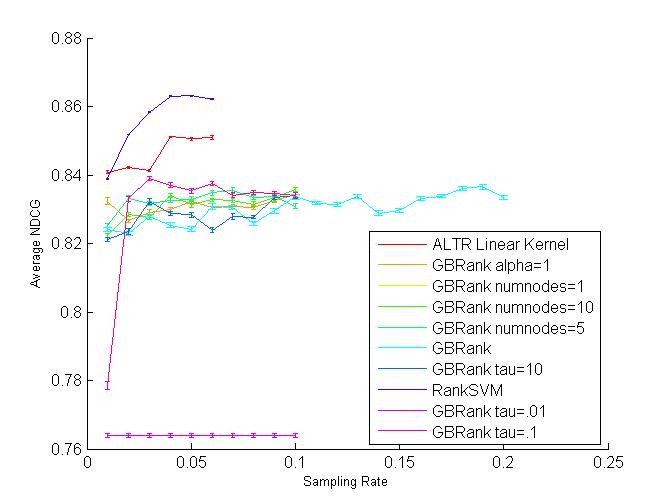 0.88
0.86
0.84
0.82
0.8
0.78
0.76
Average NDCG
0 0.05 0.1 0.15 0.2 0.25
Sampling Rate
ALTR Linear Kernel
GBRank alpha=1
GBRank numnodes=1
GBRank numnodes=10
GBRank numnodes=5
GBRank
GBRank tau=10
RankSVM
GBRank tau=.01
GBRank tau=.1